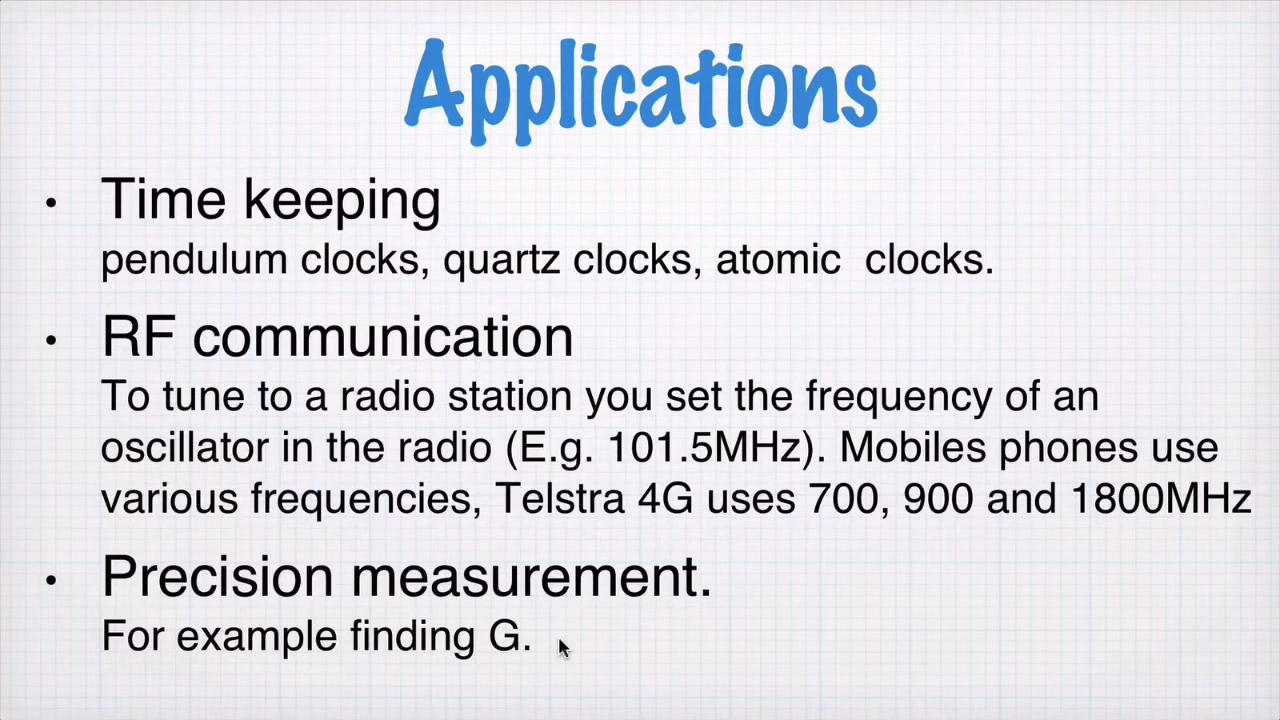 Applications
• Time keeping
pendulum clocks, quartz clocks, atomic  clocks.
• RF communication
To tune to a radio station you set the frequency of an
oscillator in the radio (E.g. 101.5MHz). Mobiles phones use
various frequencies, Telstra 4G uses 700, 900 and 1800MHz
• Precision measurement.
For example finding G.